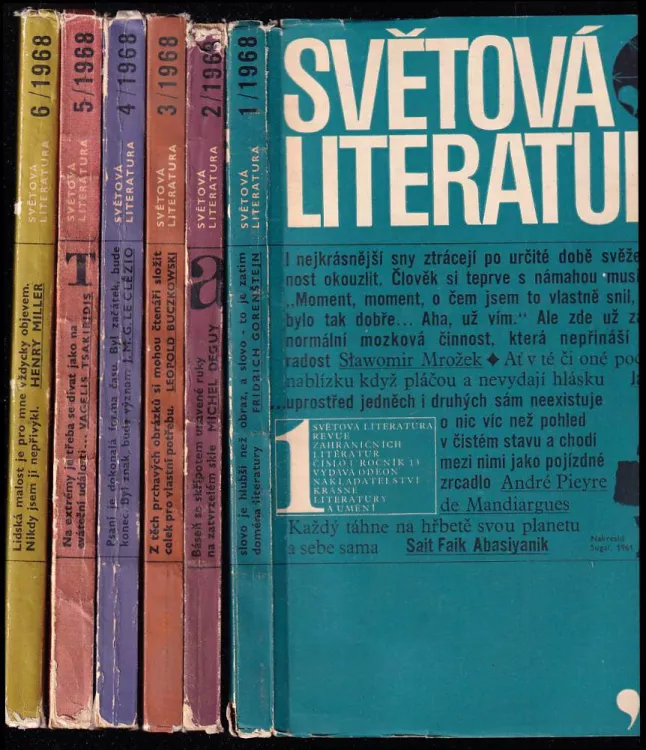 6/1968
SVĚTOVÁ
LITERATURA
Lidská malost je pro mne vždycky objevem.
Nikdy jsem jí nepřivykl. HENRY MILLER
5/1968
SVĚTOVÁ
LITERATURA
T
Na extrémy je třeba se dívat jako na
sváteční události... VAGELIS TSAKIRIDIS
4/1968
SVĚTOVÁ
LITERATURA
Psaní je dokonalá forma času. Byl začátek, bude
konec. Byl znak, bude význam J. M. G. LE CLÉZIO
3/1968
SVĚTOVÁ
LITERATURA
Z těch prchavých obrázků si mohou čtenáři složit
celek pro vlastní potřebu. LEOPOLD BUCZKOWSKI
2/1968
SVĚTOVÁ
LITERATURA
a
Báseň se skřípotem unavené ruky
na zatvrzelém skle MICHEL DEGUY
1/1968
SVĚTOVÁ
LITERATURA
slovo je hlubší než obraz, a slovo - to je zatím
doména literatury FRIDRICH GORENŠTEJN
SVĚTOVÁ
LITERATU
I nejkrásnější sny ztrácejí po určité době svěže
nost okouzlit. Člověk si teprve s námahou musí
„Moment, moment, o čem jsem to vlastně snil,
bylo tak dobře... Aha, už vím.“ Ale zde už za
normální mozková činnost, která nepřináší
radost Sławomir Mrożek ◆ Ať v té či oné pod
nablízku když pláčou a nevydají hlásku
...uprostřed jedněch i druhých sám neexistuje
o nic víc než pohled
v čistém stavu a chodí
mezi nimi jako pojízdné
zrcadlo André Pieyre
de Mandiargues
1
SVĚTOVÁ LITERATURA
REVUE
ZAHRANIČNÍCH
LITERATUR
ČÍSLO 1 ROČNÍK 13
VYDÁVÁ ODEON
NAKLADATELSTVÍ
KRÁSNÉ
LITERATURY
A UMĚNÍ
Každý táhne na hřbetě svou planetu
a sebe sama Sait Faik Abasiyanik